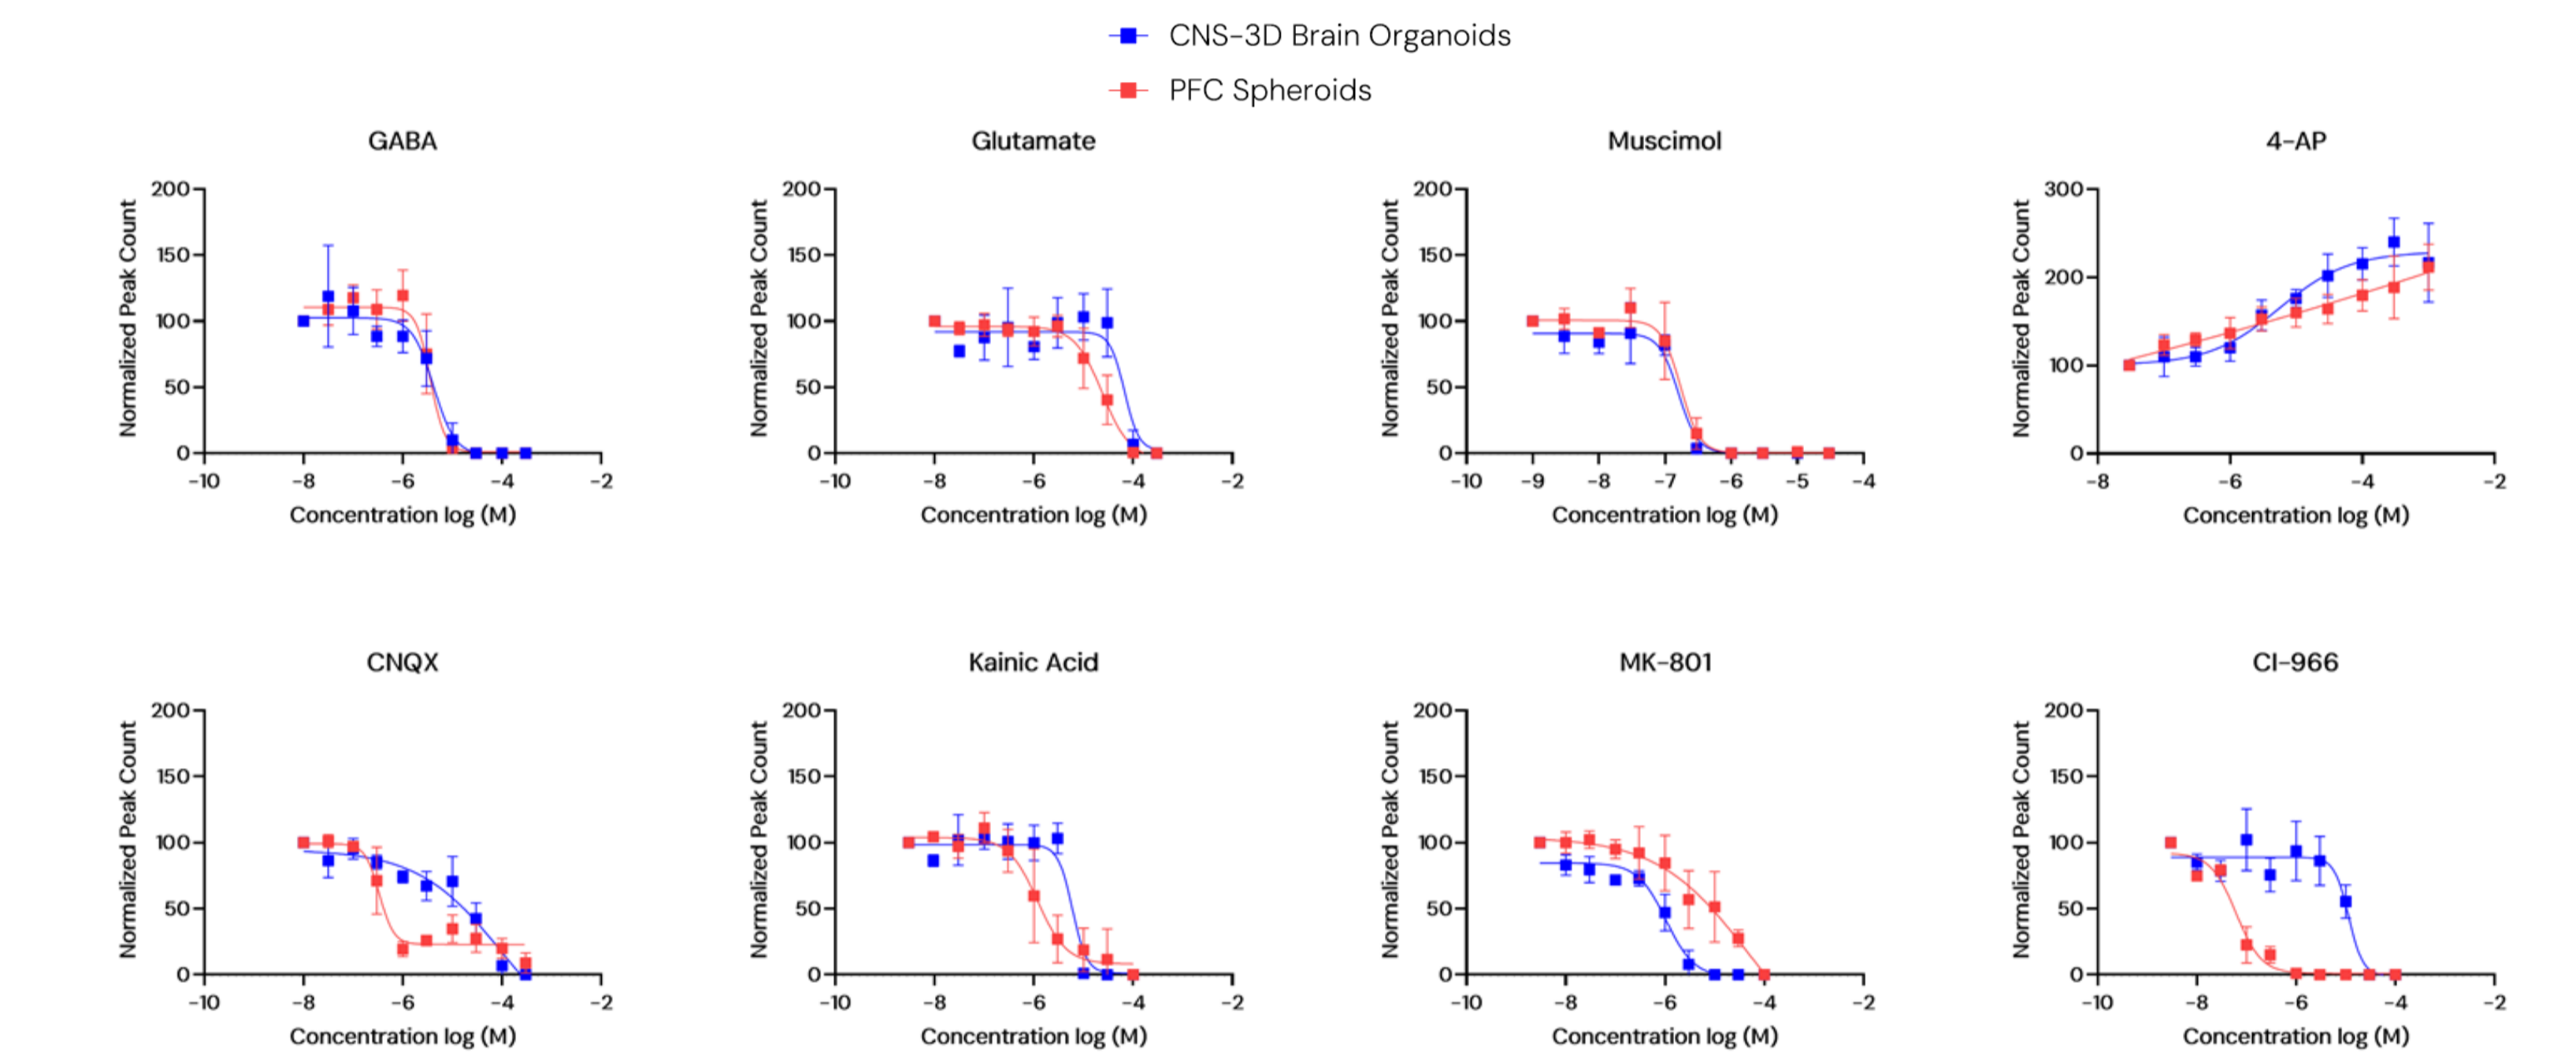 CNS-3D Brain Organoids
PFC Spheroids
GABA
Normalized Peak Count
200
150
100
50
0
-10 -8 -6 -4 -2
Concentration log (M)
Glutamate
Normalized Peak Count
200
150
100
50
0
-10 -8 -6 -4 -2
Concentration log (M)
Muscimol
Normalized Peak Count
200
150
100
50
0
-10 -9 -8 -7 -6 -5 -4
Concentration log (M)
4-AP
Normalized Peak Count
300
200
100
0
-8 -6 -4 -2
Concentration log (M)
CNQX
Normalized Peak Count
200
150
100
50
0
-10 -8 -6 -4 -2
Concentration log (M)
Kainic Acid
Normalized Peak Count
200
150
100
50
0
-10 -8 -6 -4 -2
Concentration log (M)
MK-801
Normalized Peak Count
200
150
100
50
0
-10 -8 -6 -4 -2
Concentration log (M)
CI-966
Normalized Peak Count
200
150
100
50
0
-10 -8 -6 -4 -2
Concentration log (M)